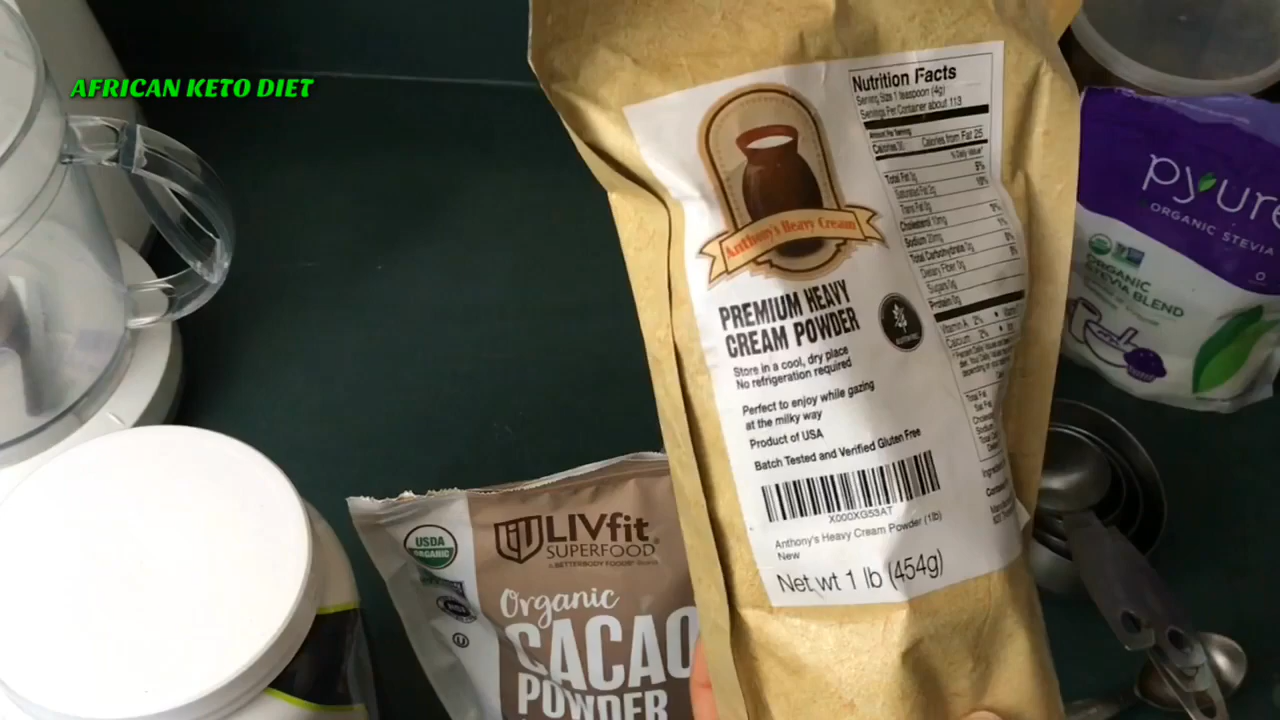 AFRICAN KETO DIET
Anthony's Heavy Cream
PREMIUM HEAVY
CREAM POWDER
Store in a cool, dry place
No refrigeration required
Perfect to enjoy while gazing
at the milky way
Product of USA
Batch Tested and Verified Gluten Free
X000XG53AT
Anthony's Heavy Cream Powder (1lb)
New
Net wt 1 lb (454g)
Nutrition Facts
Serving Size 1 teaspoon (4g)
Servings Per Container about 113
Amount Per Serving
Calories 30 Calories from Fat 25
% Daily Value*
Total Fat 3g 5%
Saturated Fat 2g 10%
Trans Fat 0g
Cholesterol 10mg
Sodium 20mg
Total Carbohydrate 0g
Dietary Fiber 0g
Sugars 0g
Protein 0g
Vitamin A 2%
Calcium 2%
pyure
ORGANIC STEVIA
ORGANIC
STEVIA BLEND
USDA
ORGANIC
LIVfit
SUPERFOOD
BETTERBODY FOODS
Organic
CACAO
POWDER